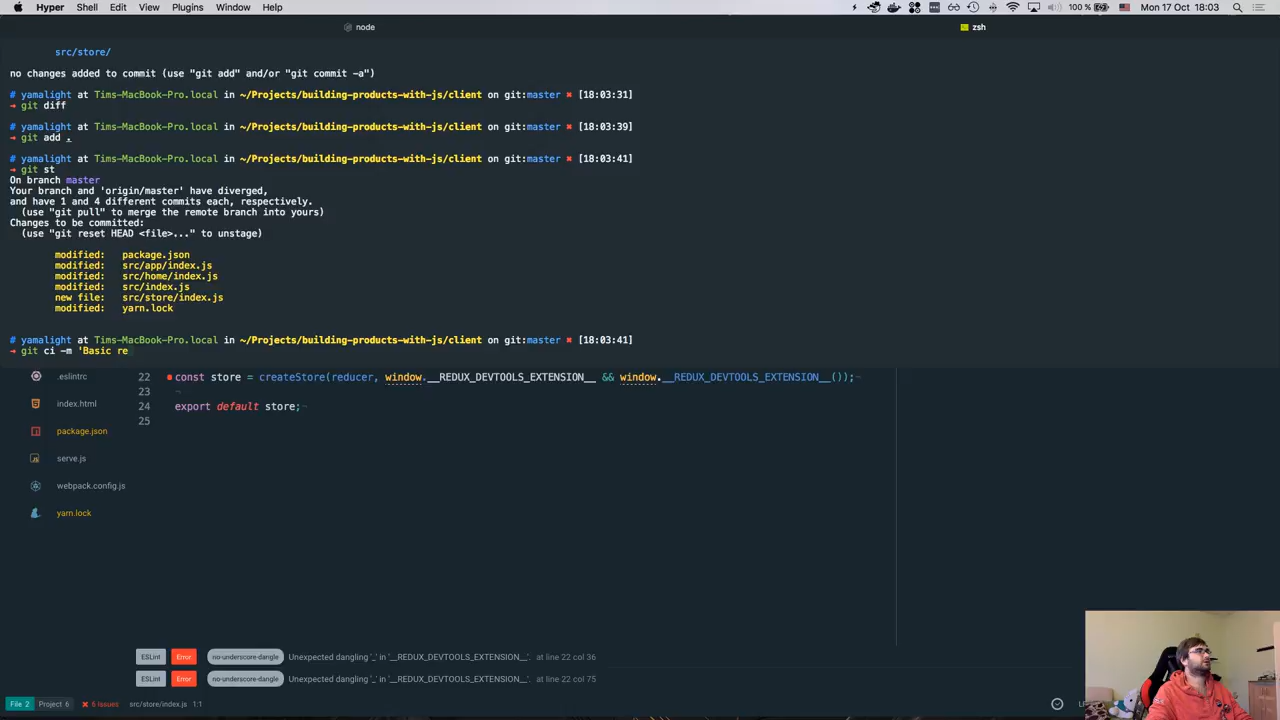 Hyper Shell Edit View Plugins Window Help 100 % Mon 17 Oct 18:03
node zsh
src/store/
no changes added to commit (use "git add" and/or "git commit -a")
# yamalight at Tims-MacBook-Pro.local in ~/Projects/building-products-with-js/client on git:master ✖ [18:03:31]
→ git diff
# yamalight at Tims-MacBook-Pro.local in ~/Projects/building-products-with-js/client on git:master ✖ [18:03:39]
→ git add .
# yamalight at Tims-MacBook-Pro.local in ~/Projects/building-products-with-js/client on git:master ✖ [18:03:41]
→ git st
On branch master
Your branch and 'origin/master' have diverged,
and have 1 and 4 different commits each, respectively.
(use "git pull" to merge the remote branch into yours)
Changes to be committed:
(use "git reset HEAD <file>..." to unstage)
modified: package.json
modified: src/app/index.js
modified: src/home/index.js
modified: src/index.js
new file: src/store/index.js
modified: yarn.lock
# yamalight at Tims-MacBook-Pro.local in ~/Projects/building-products-with-js/client on git:master ✖ [18:03:41]
→ git ci -m 'Basic re
.eslintrc
index.html
package.json
serve.js
webpack.config.js
yarn.lock
22 const store = createStore(reducer, window.__REDUX_DEVTOOLS_EXTENSION__ && window.__REDUX_DEVTOOLS_EXTENSION__());
23
24 export default store;
25
ESLint Error no-underscore-dangle Unexpected dangling '_' in '__REDUX_DEVTOOLS_EXTENSION__'. at line 22 col 36
ESLint Error no-underscore-dangle Unexpected dangling '_' in '__REDUX_DEVTOOLS_EXTENSION__'. at line 22 col 75
File 2 Project 6 6 issues src/store/index.js 1:1